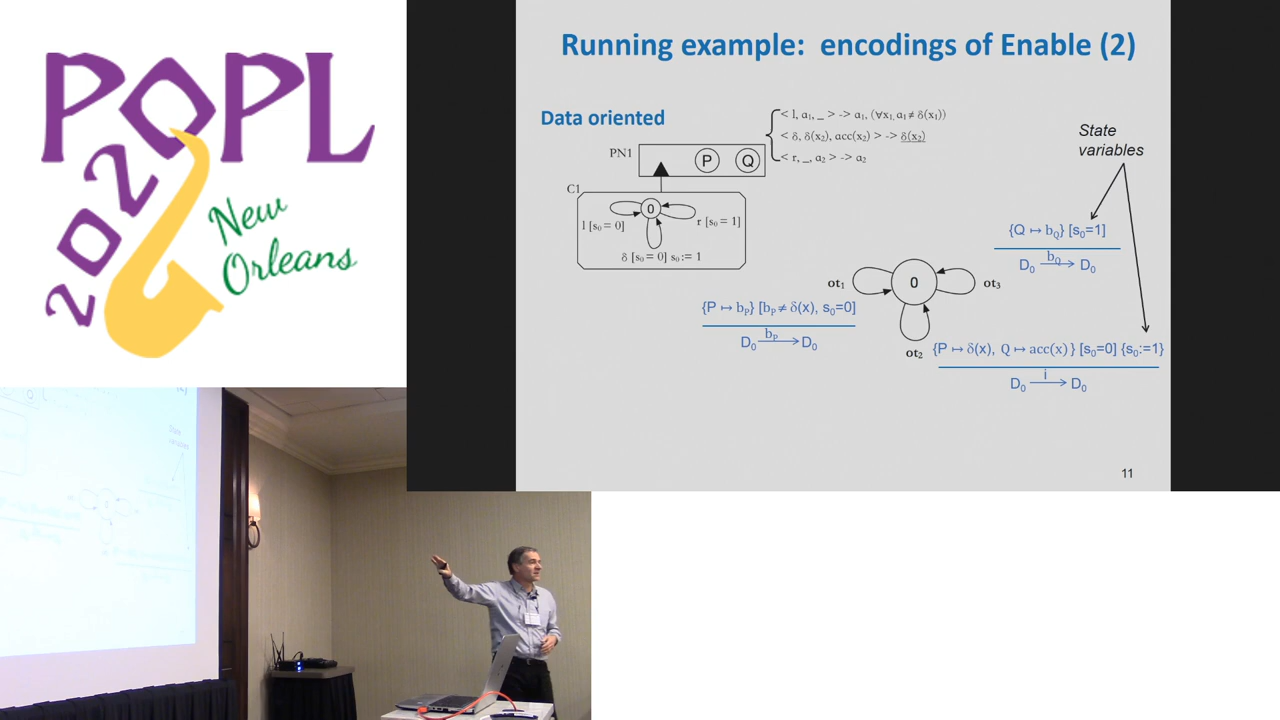 POPL
2020
New
Orleans
Running example: encodings of Enable (2)
Data oriented
< l, a₁, _ > -> a₁, (∀x₁, a₁ ≠ δ(x₁))
< δ, δ(x₂), acc(x₂) > -> δ(x₂)
< r, _, a₂ > -> a₂
PN1
P
Q
C1
0
l [s₀ = 0]
r [s₀ = 1]
δ [s₀ = 0] s₀ := 1
State
variables
{Q ↦ b_Q} [s₀=1]
D₀ —b_Q→ D₀
ot₁
0
ot₃
{P ↦ b_P} [b_P ≠ δ(x), s₀=0]
D₀ —b_P→ D₀
ot₂
{P ↦ δ(x), Q ↦ acc(x) } [s₀=0] {s₀:=1}
D₀ —i→ D₀
11
State
variables